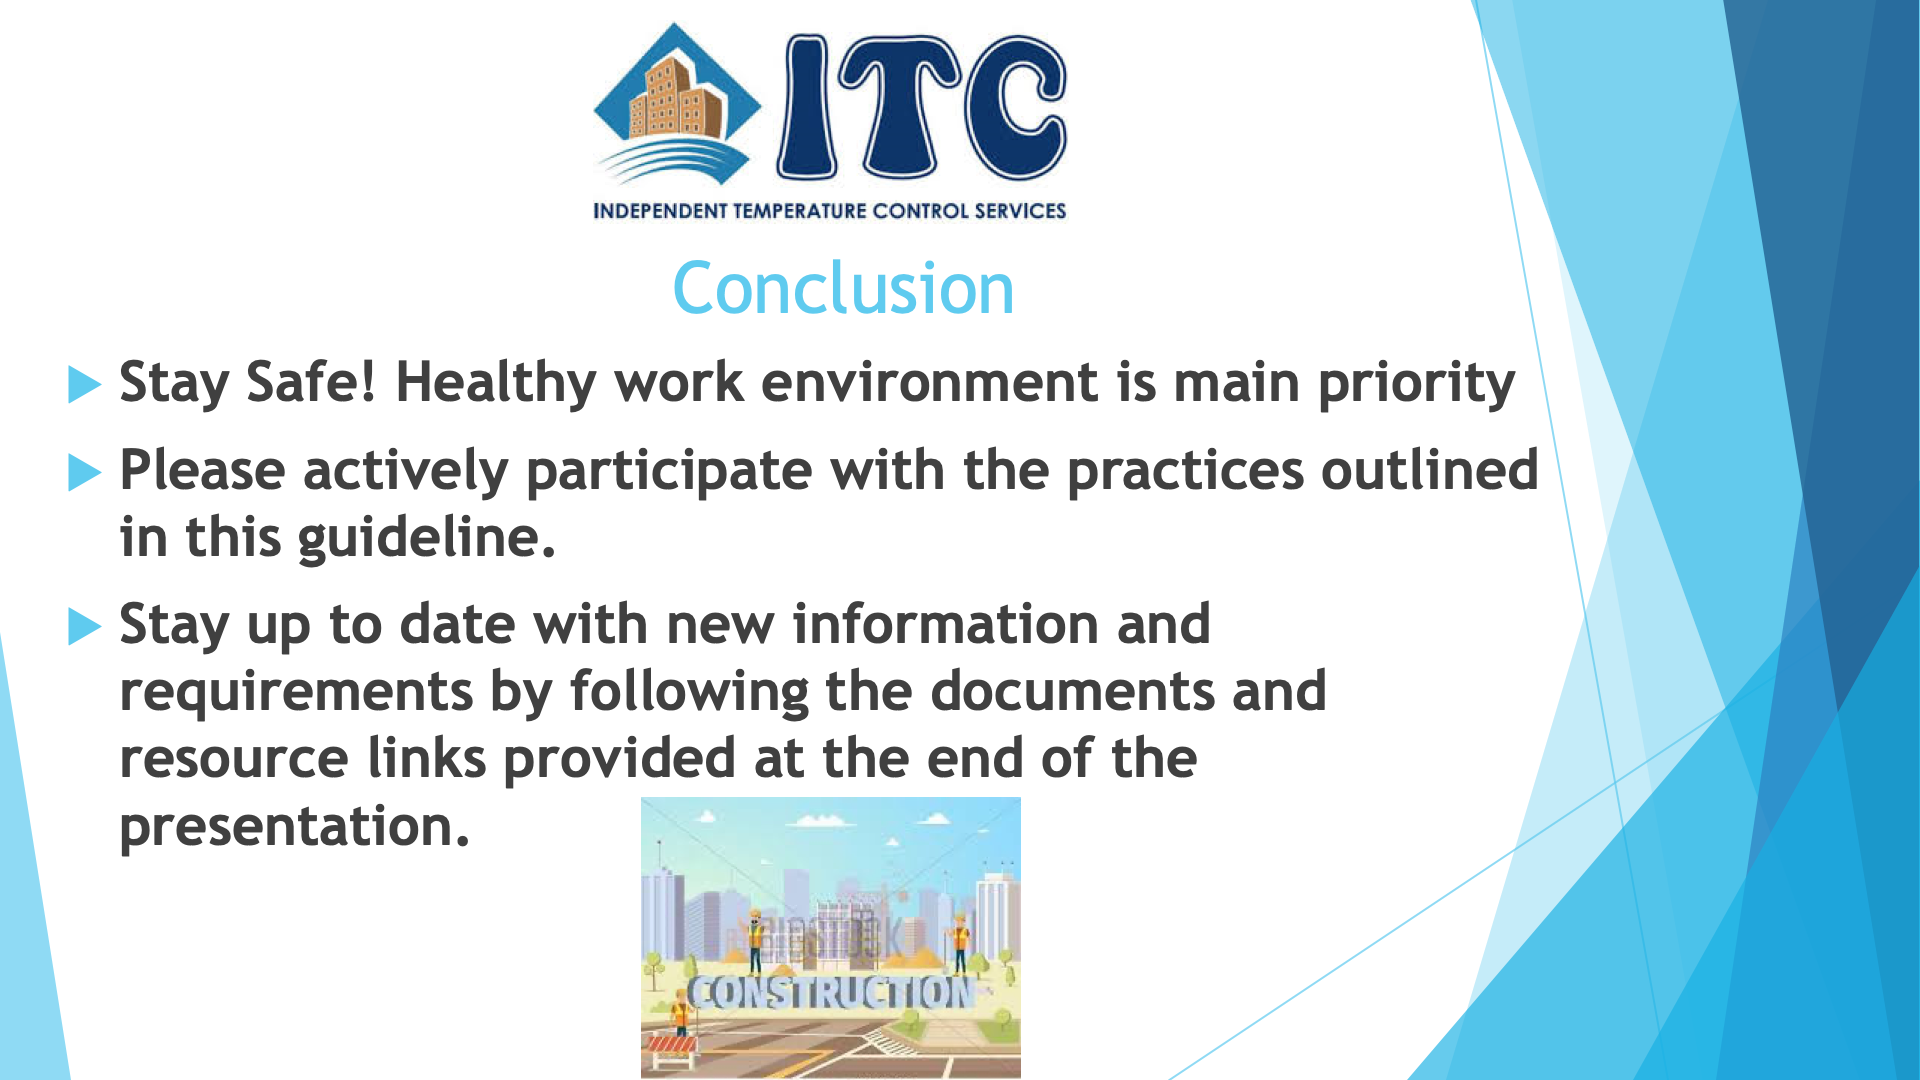 ITC
INDEPENDENT TEMPERATURE CONTROL SERVICES
Conclusion
Stay Safe! Healthy work environment is main priority
Please actively participate with the practices outlined
in this guideline.
Stay up to date with new information and
requirements by following the documents and
resource links provided at the end of the
presentation.
CONSTRUCTION